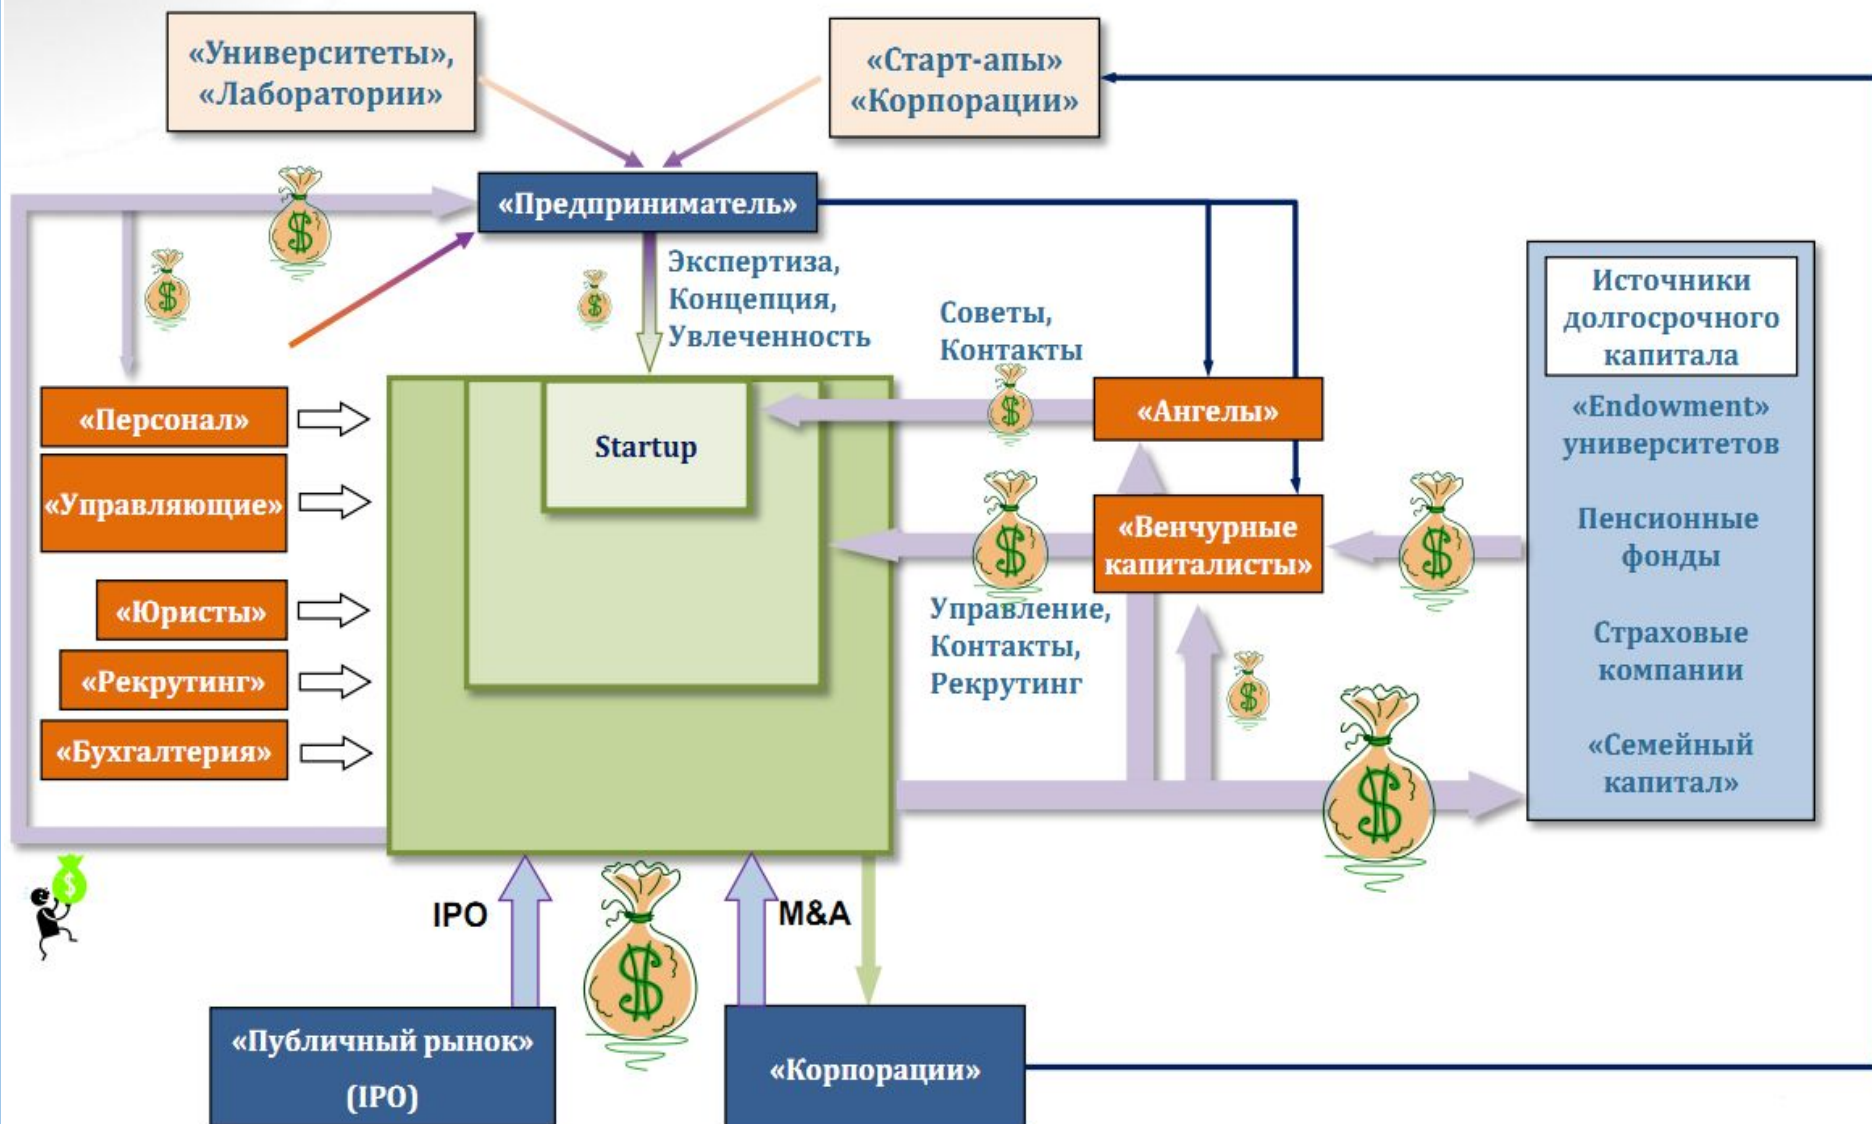 «Университеты»,
«Лаборатории»
«Старт-апы»
«Корпорации»
«Предприниматель»
Экспертиза,
Концепция,
Увлеченность
Советы,
Контакты
Источники
долгосрочного
капитала
«Endowment»
университетов
Пенсионные
фонды
Страховые
компании
«Семейный
капитал»
«Персонал»
«Управляющие»
«Юристы»
«Рекрутинг»
«Бухгалтерия»
Startup
«Ангелы»
«Венчурные
капиталисты»
Управление,
Контакты,
Рекрутинг
$
$
$
$
$
$
$
$
$
$
IPO
M&A
«Публичный рынок»
(IPO)
«Корпорации»